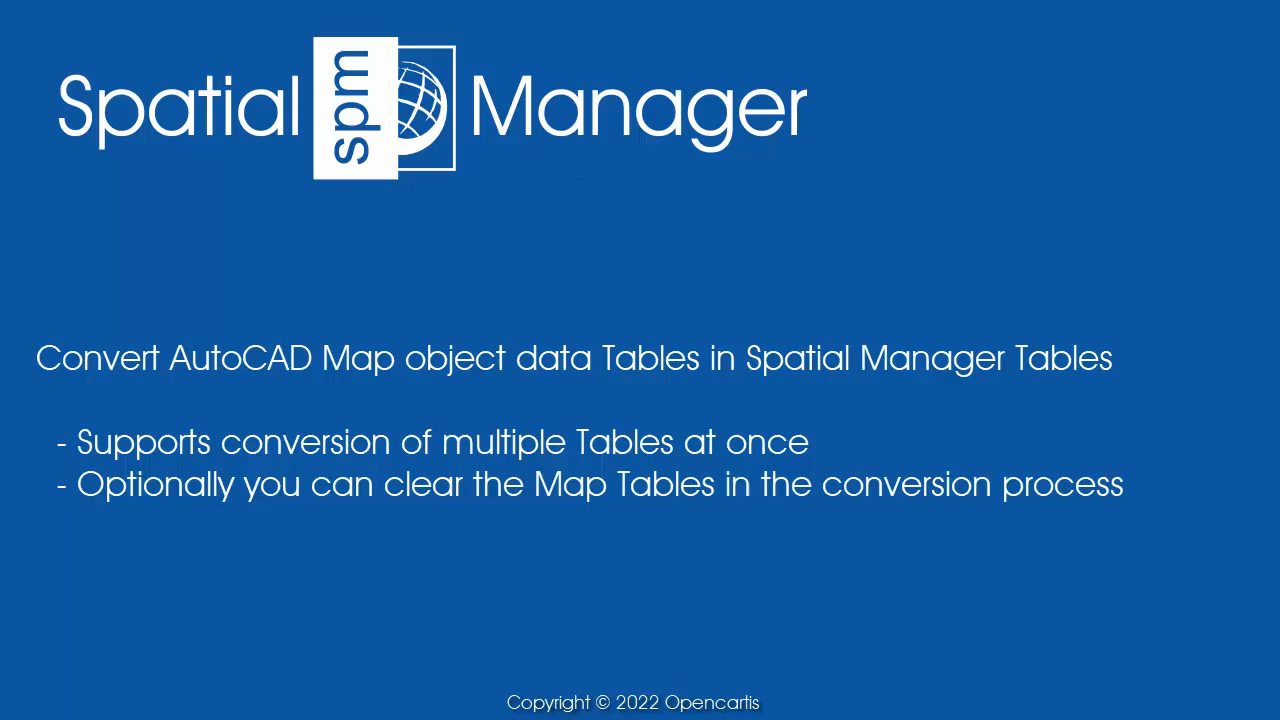 Spatial spm Manager
Convert AutoCAD Map object data Tables in Spatial Manager Tables
- Supports conversion of multiple Tables at once
- Optionally you can clear the Map Tables in the conversion process
Copyright © 2022 Opencartis